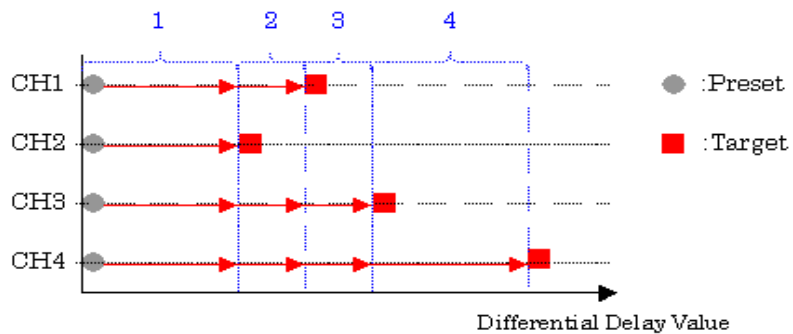 1 2 3 4
CH1
:Preset
CH2
:Target
CH3
CH4
Differential Delay Value